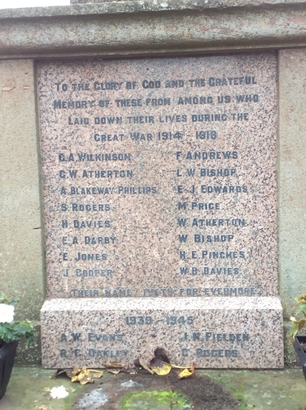 TO THE GLORY OF GOD AND THE GRATEFUL
MEMORY OF THESE FROM AMONG US WHO
LAID DOWN THEIR LIVES DURING THE
GREAT WAR 1914-1918
G.A. WILKINSON F. ANDREWS
G.W. ATHERTON L.W. BISHOP
A. BLAKEWAY PHILLIPS E.J. EDWARDS
S. ROGERS M. PRICE
H. DAVIES W. ATHERTON
E.A. DARBY W. BISHOP
E. JONES H.E. PINCHES
J. COOPER W.B. DAVIES
THEIR NAME LIVETH FOR EVERMORE
1939-1945
A.W. EVANS J.N. FIELDEN
R.G. OAKLEY C. ROGERS